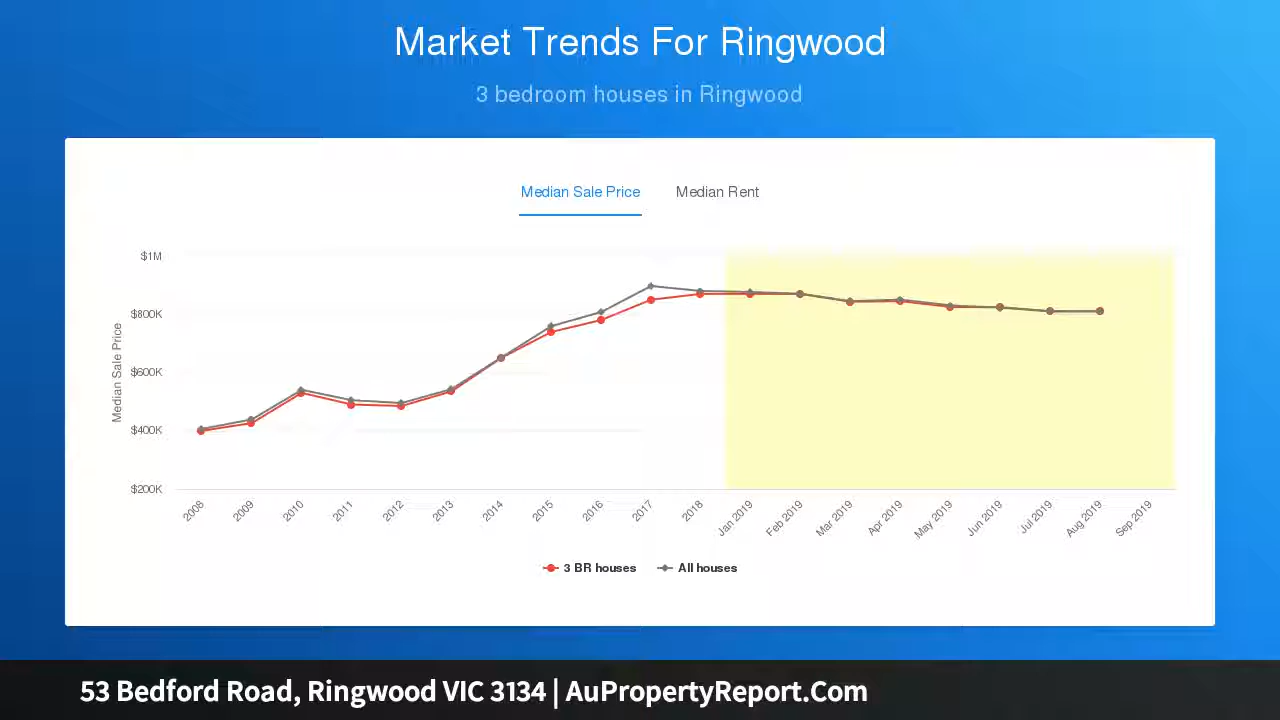 Market Trends For Ringwood
3 bedroom houses in Ringwood
Median Sale Price Median Rent
Median Sale Price
$1M
$800K
$600K
$400K
$200K
2008 2009 2010 2011 2012 2013 2014 2015 2016 2017 2018 Jan 2019 Feb 2019 Mar 2019 Apr 2019 May 2019 Jun 2019 Jul 2019 Aug 2019 Sep 2019
3 BR houses All houses
53 Bedford Road, Ringwood VIC 3134 | AuPropertyReport.Com